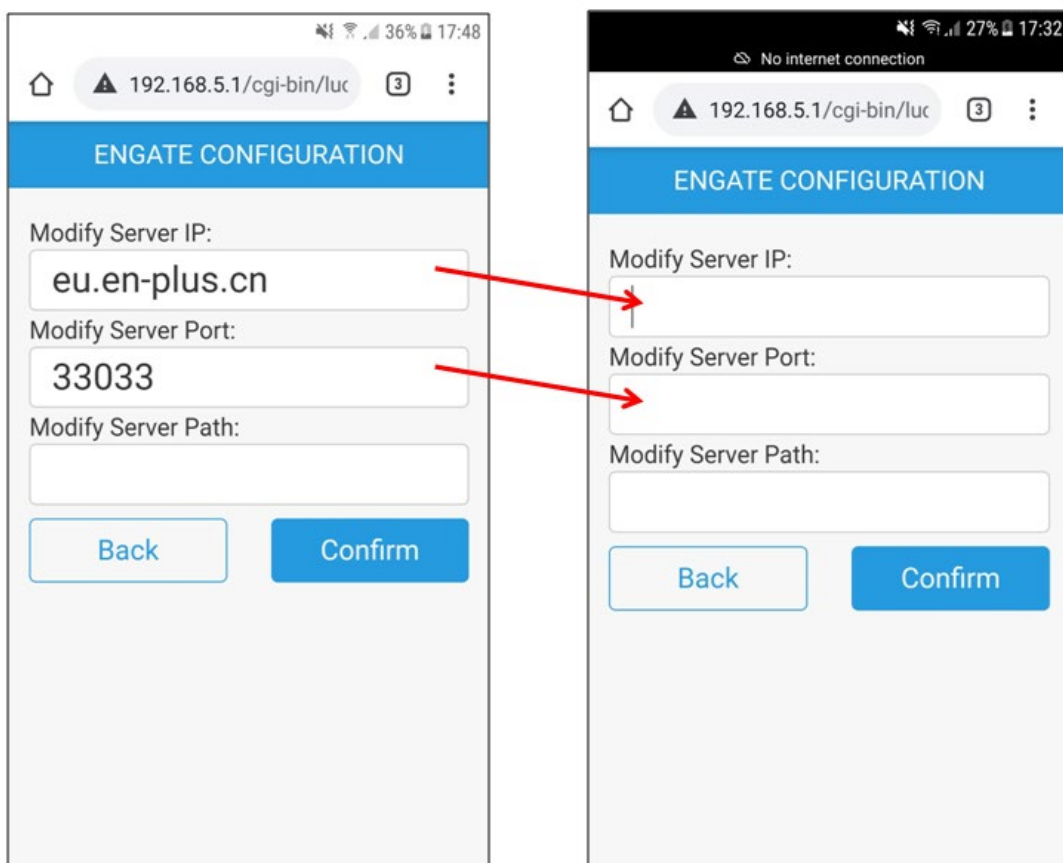 36% 17:48
192.168.5.1/cgi-bin/luc 3
ENGATE CONFIGURATION
Modify Server IP:
eu.en-plus.cn
Modify Server Port:
33033
Modify Server Path:
Back Confirm
27% 17:32
No internet connection
192.168.5.1/cgi-bin/luc 3
ENGATE CONFIGURATION
Modify Server IP:
Modify Server Port:
Modify Server Path:
Back Confirm